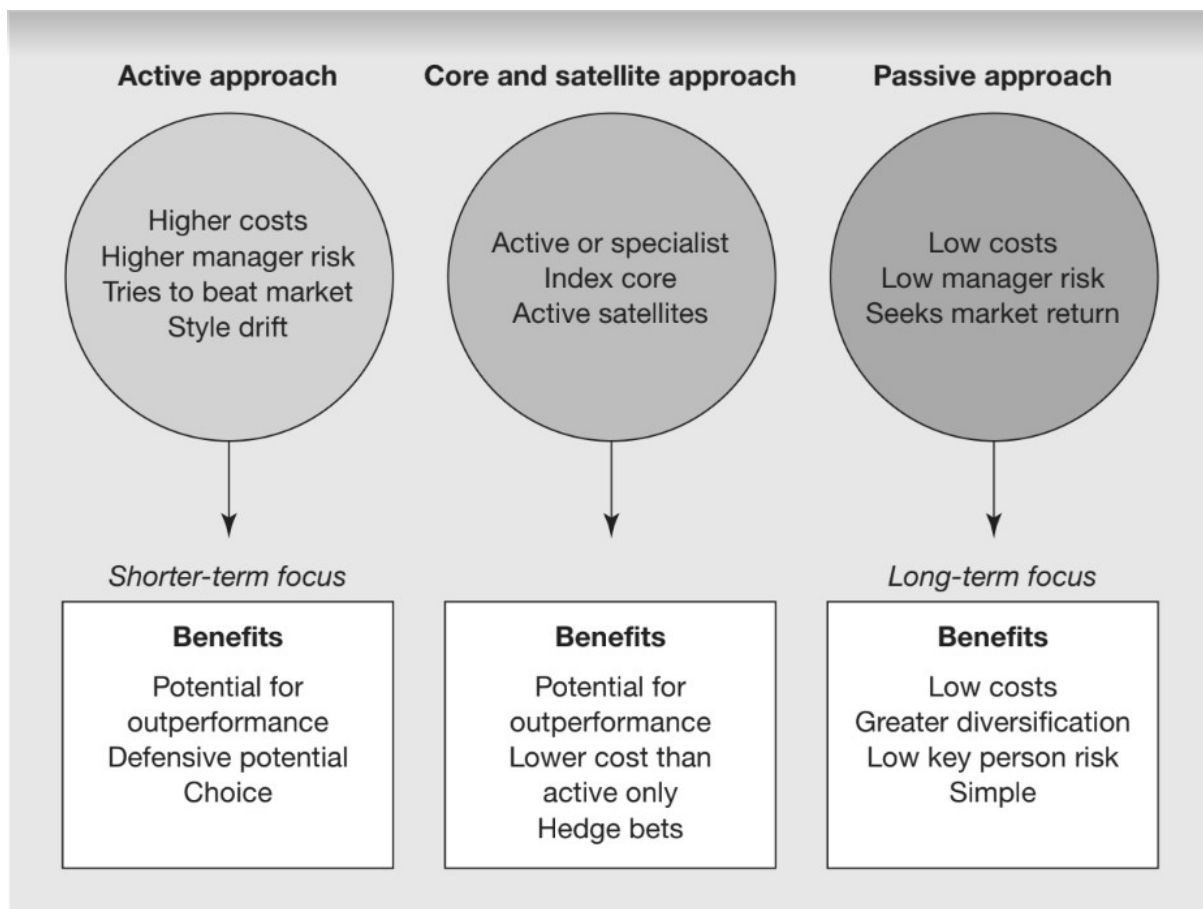 Active approach
Higher costs
Higher manager risk
Tries to beat market
Style drift
Shorter-term focus
Benefits
Potential for
outperformance
Defensive potential
Choice
Core and satellite approach
Active or specialist
Index core
Active satellites
Benefits
Potential for
outperformance
Lower cost than
active only
Hedge bets
Passive approach
Low costs
Low manager risk
Seeks market return
Long-term focus
Benefits
Low costs
Greater diversification
Low key person risk
Simple